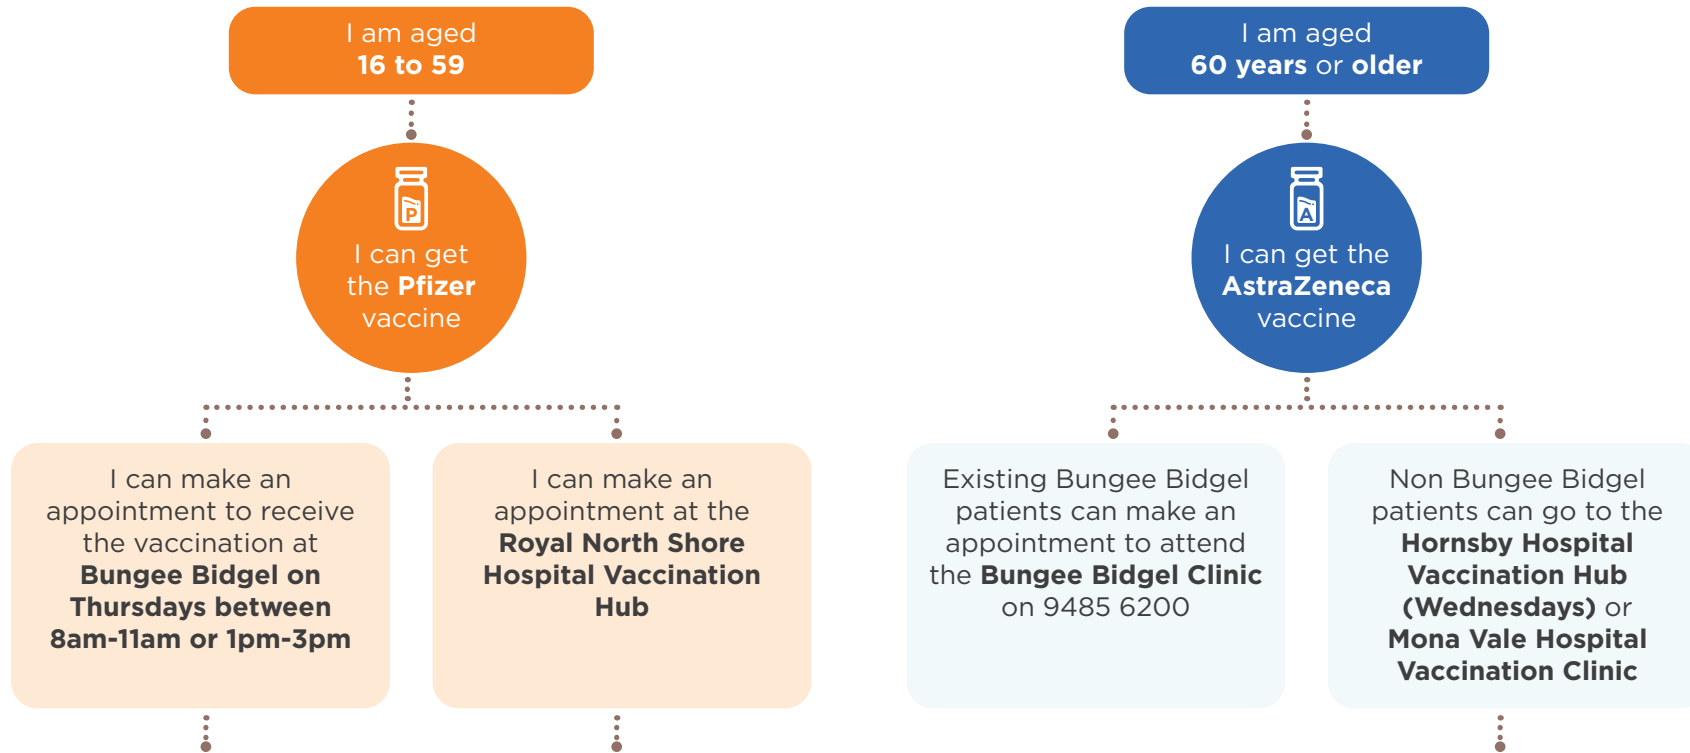 I am aged
16 to 59
P
I can get
the Pfizer
vaccine
I can make an
appointment to receive
the vaccination at
Bungee Bidgel on
Thursdays between
8am-11am or 1pm-3pm
I can make an
appointment at the
Royal North Shore
Hospital Vaccination
Hub
I am aged
60 years or older
A
I can get the
AstraZeneca
vaccine
Existing Bungee Bidgel
patients can make an
appointment to attend
the Bungee Bidgel Clinic
on 9485 6200
Non Bungee Bidgel
patients can go to the
Hornsby Hospital
Vaccination Hub
(Wednesdays) or
Mona Vale Hospital
Vaccination Clinic